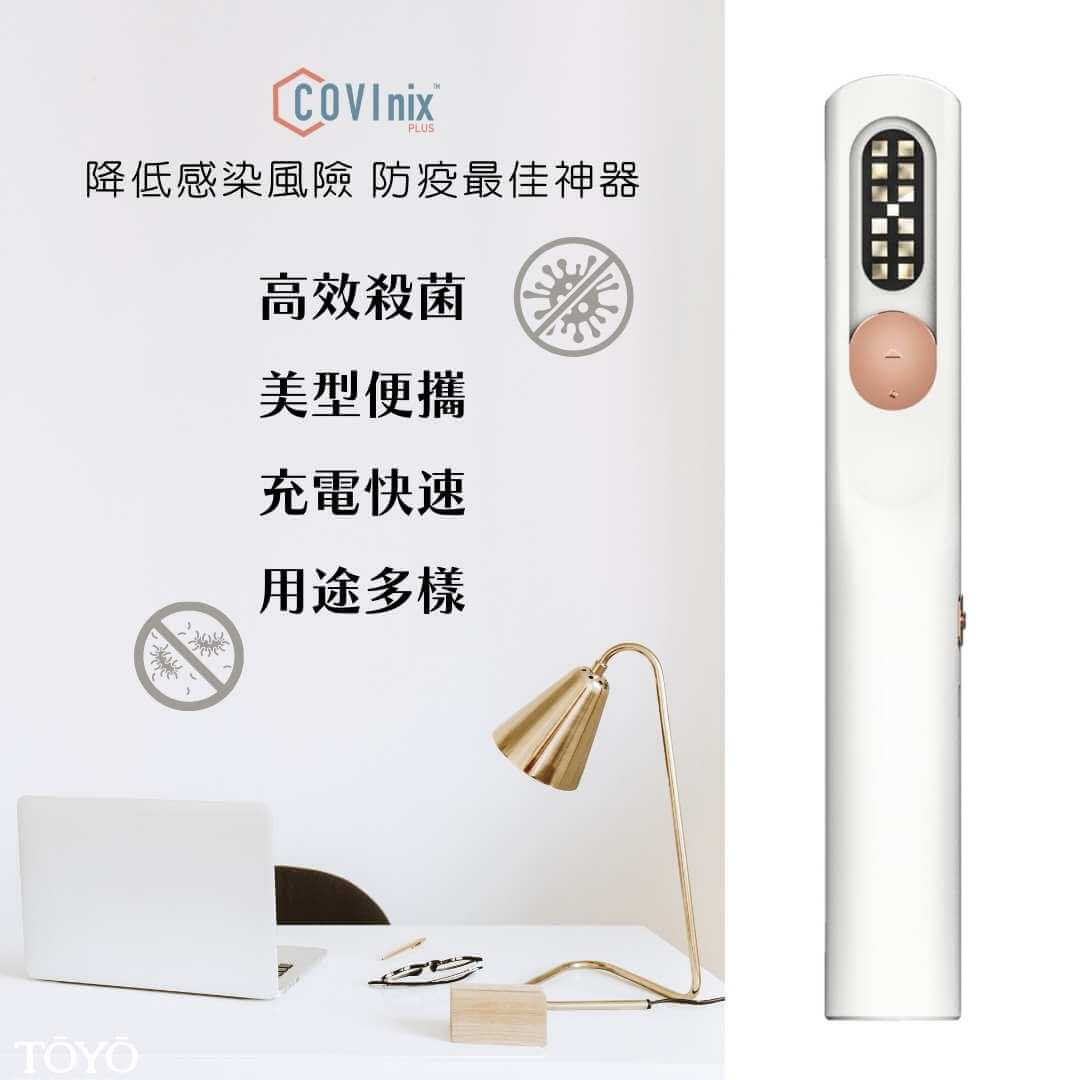 COVInix™
PLUS
降低感染風險 防疫最佳神器
高效殺菌
美型便攜
充電快速
用途多樣
TŌYŌ